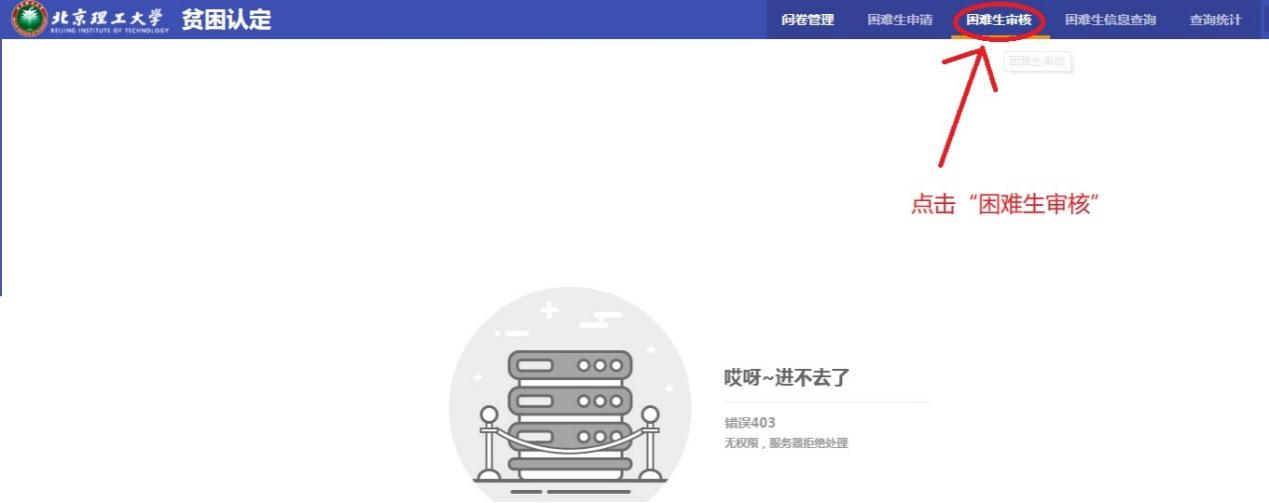 北京理工大学 贫困认定
BEIJING INSTITUTE OF TECHNOLOGY
问卷管理 困难生申请 困难生审核 困难生信息查询 查询统计
困难生审核
点击“困难生审核”
哎呀~进不去了
错误403
无权限，服务器拒绝处理